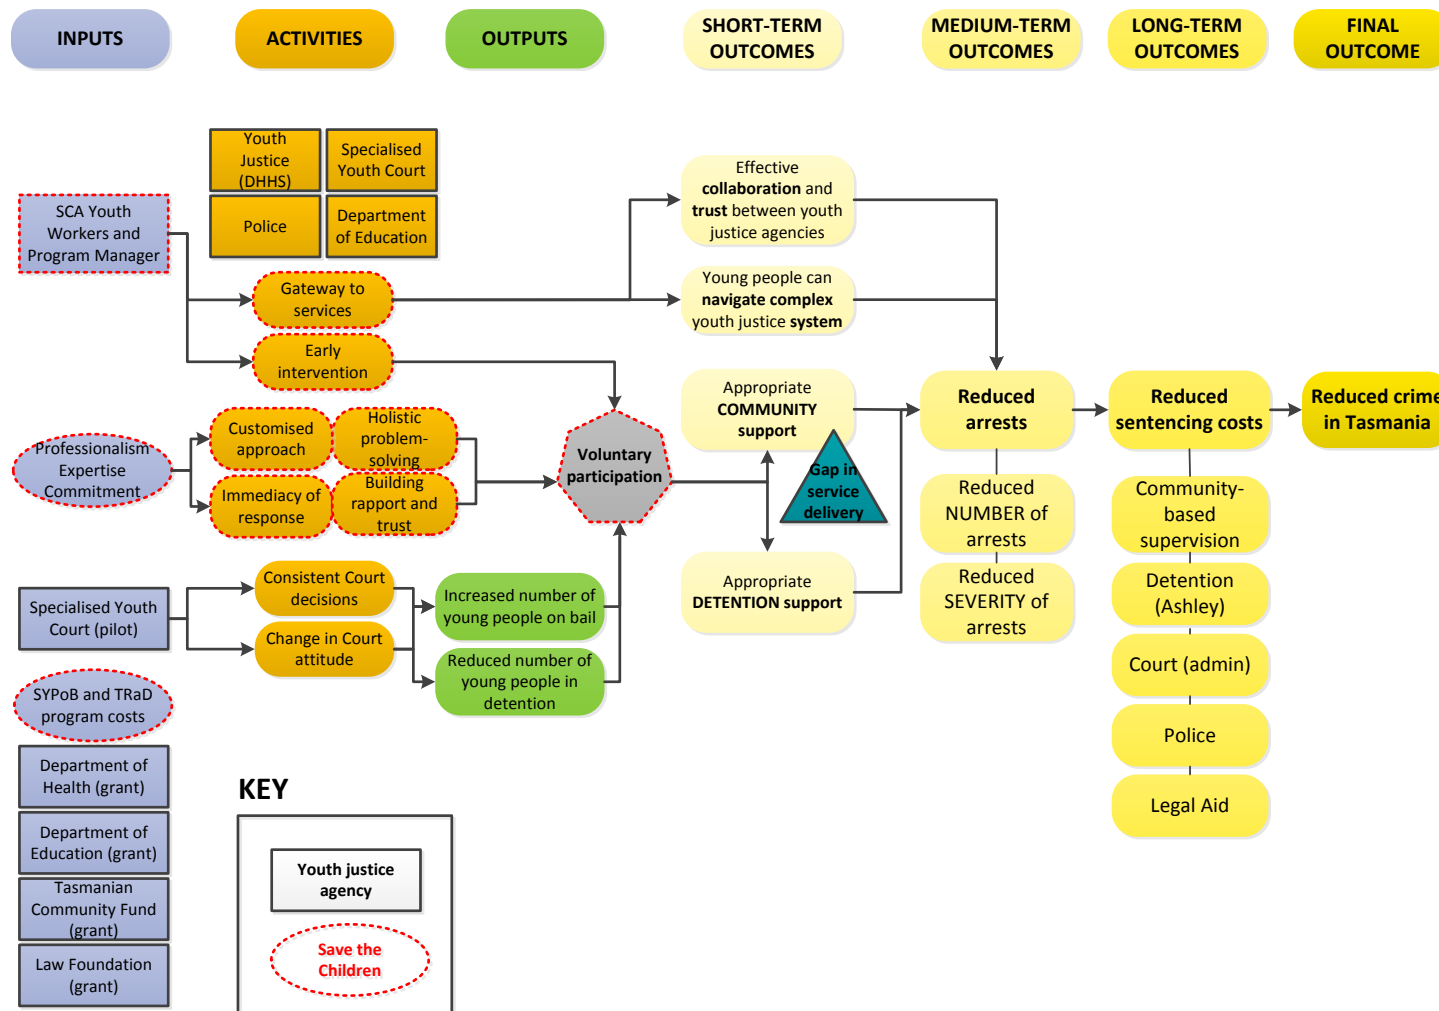 INPUTS
ACTIVITIES
OUTPUTS
SHORT-TERM
OUTCOMES
MEDIUM-TERM
OUTCOMES
LONG-TERM
OUTCOMES
FINAL
OUTCOME
Youth
Justice
(DHHS)
Specialised
Youth Court
Police
Department
of Education
SCA Youth
Workers and
Program Manager
Gateway to
services
Early
intervention
Effective
collaboration and
trust between youth
justice agencies
Young people can
navigate complex
youth justice system
Professionalism
Expertise
Commitment
Customised
approach
Holistic
problem-
solving
Immediacy of
response
Building
rapport and
trust
Voluntary
participation
Appropriate
COMMUNITY
support
Gap in
service
delivery
Appropriate
DETENTION support
Reduced
arrests
Reduced
NUMBER of
arrests
Reduced
SEVERITY of
arrests
Reduced
sentencing costs
Community-
based
supervision
Detention
(Ashley)
Court (admin)
Police
Legal Aid
Reduced crime
in Tasmania
Specialised Youth
Court (pilot)
Consistent Court
decisions
Change in Court
attitude
Increased number of
young people on bail
Reduced number of
young people in
detention
SYPoB and TRaD
program costs
Department of
Health (grant)
Department of
Education (grant)
Tasmanian
Community Fund
(grant)
Law Foundation
(grant)
KEY
Youth justice
agency
Save the
Children